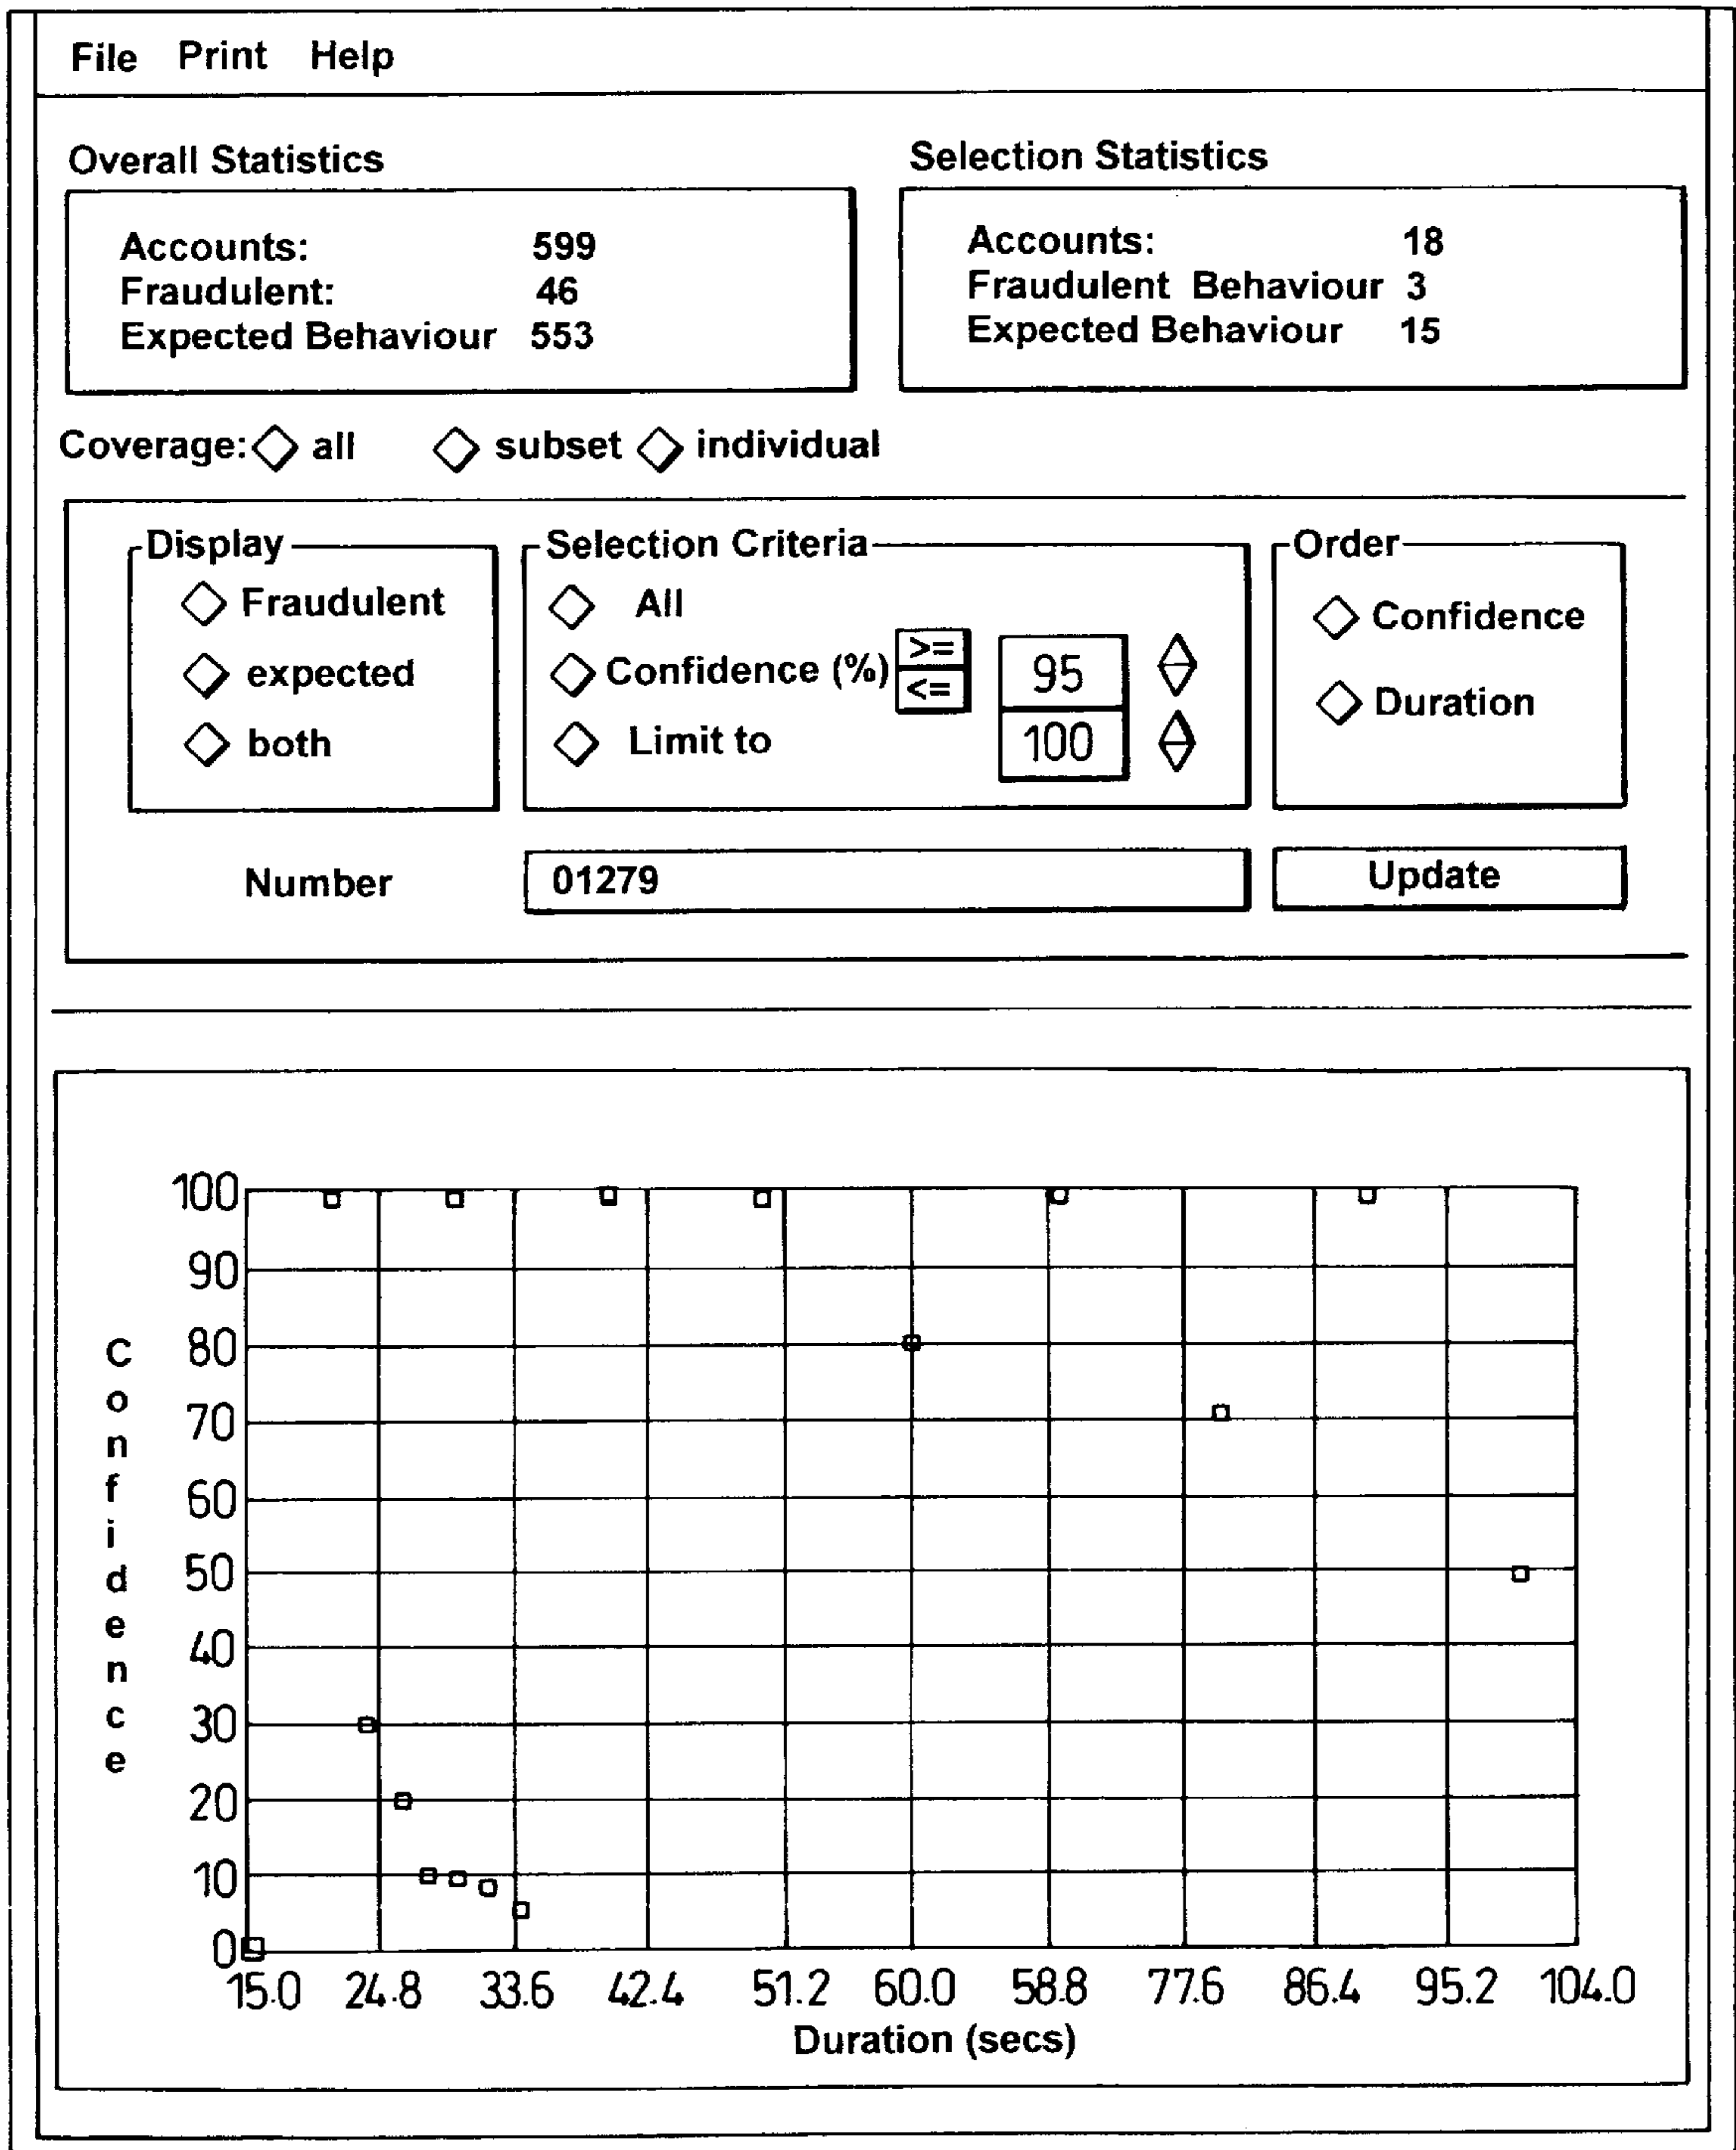 File Print Help
Overall Statistics
Accounts: 599
Fraudulent: 46
Expected Behaviour 553
Selection Statistics
Accounts: 18
Fraudulent Behaviour 3
Expected Behaviour 15
Coverage: all subset individual
Display
Fraudulent
expected
both
Selection Criteria
All
Confidence (%) >= 95
<=
Limit to 100
Order
Confidence
Duration
Number 01279 Update
Confidence
100
90
80
70
60
50
40
30
20
10
0
15.0 24.8 33.6 42.4 51.2 60.0 58.8 77.6 86.4 95.2 104.0
Duration (secs)